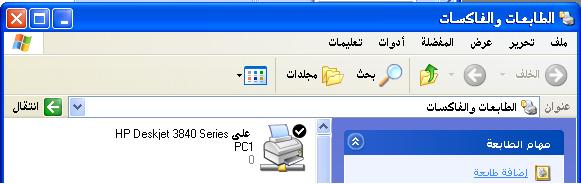 الطابعات والفاكسات
ملف تحرير عرض المفضلة أدوات تعليمات
الخلف بحث مجلدات
عنوان الطابعات والفاكسات انتقال
مهام الطابعة
إضافة طابعة
HP Deskjet 3840 Series على
PC1
0